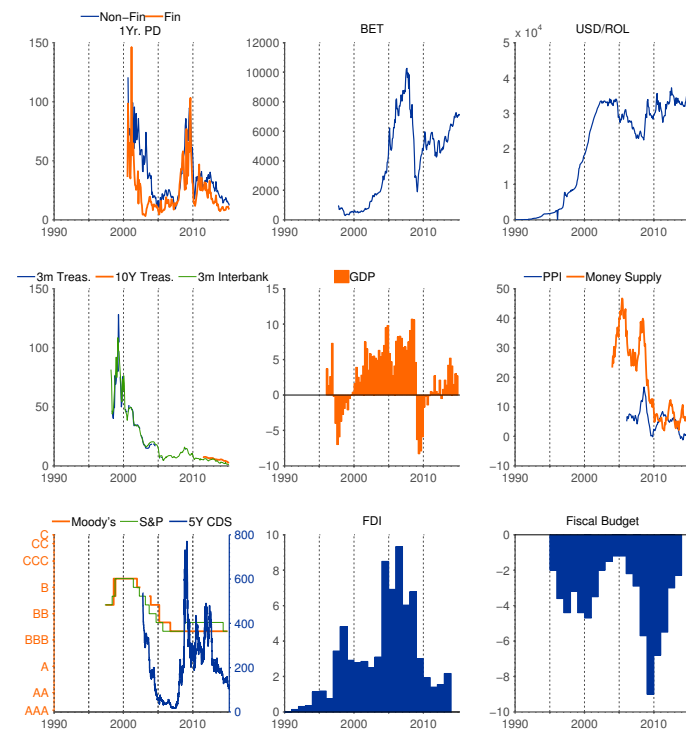 Non−Fin Fin
1Yr. PD
150
100
50
0
1990 2000 2010
BET
12000
10000
8000
6000
4000
2000
0
1990 2000 2010
USD/ROL
x 10^4
5
4
3
2
1
0
1990 2000 2010
3m Treas. 10Y Treas. 3m Interbank
150
100
50
0
1990 2000 2010
GDP
15
10
5
0
−5
−10
1990 2000 2010
PPI Money Supply
50
40
30
20
10
0
−10
1990 2000 2010
Moody's S&P 5Y CDS
C
CC
CCC
B
BB
BBB
A
AA
AAA
800
600
400
200
0
1990 2000 2010
FDI
10
8
6
4
2
0
1990 2000 2010
Fiscal Budget
0
−2
−4
−6
−8
−10
1990 2000 2010